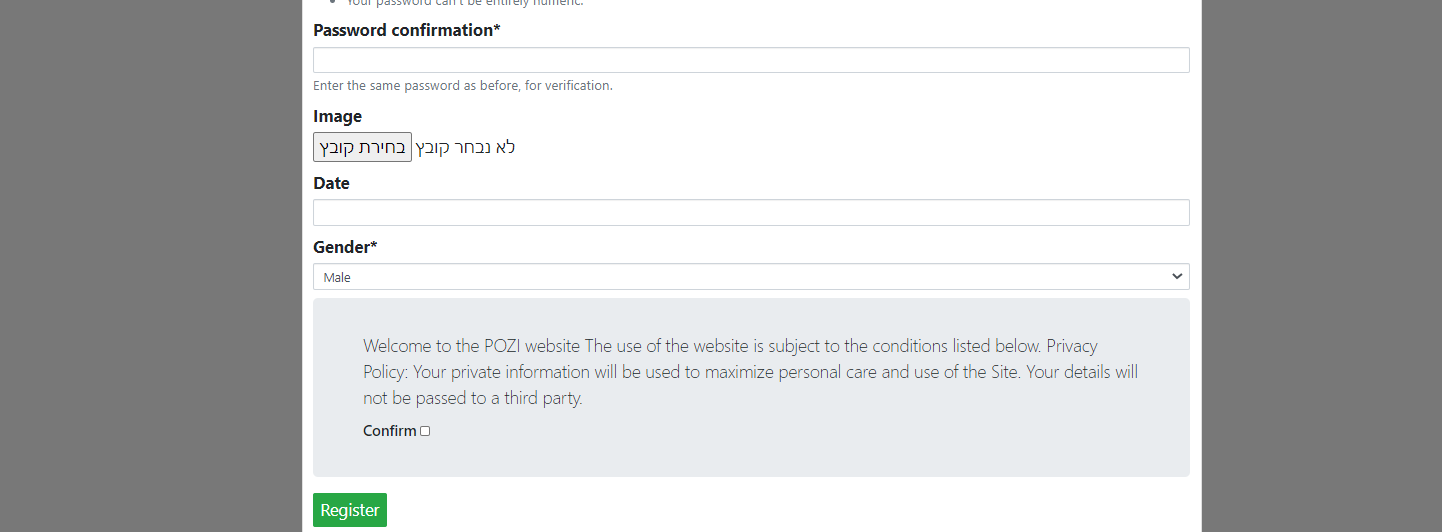 Your password can't be entirely numeric.
Password confirmation*
Enter the same password as before, for verification.
Image
בחירת קובץ לא נבחר קובץ
Date
Gender*
Male
Welcome to the POZI website The use of the website is subject to the conditions listed below. Privacy
Policy: Your private information will be used to maximize personal care and use of the Site. Your details will
not be passed to a third party.
Confirm
Register